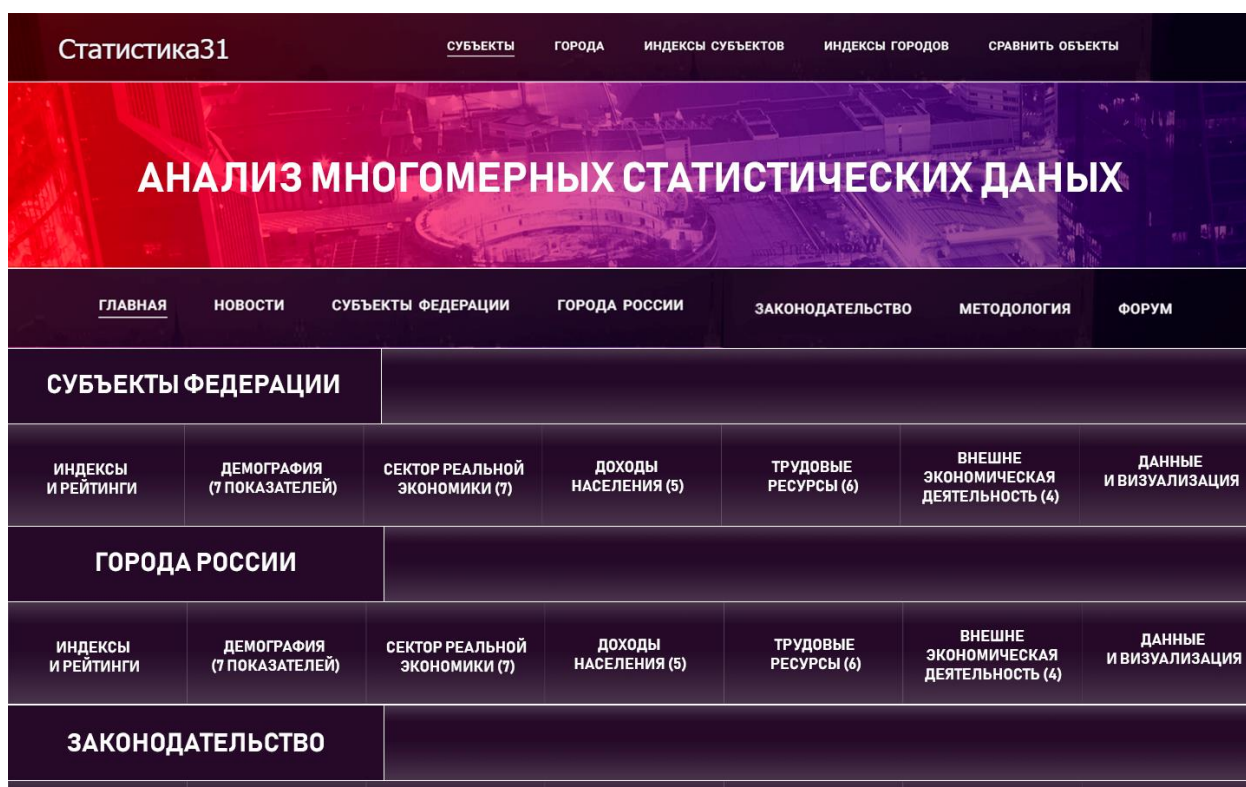 Статистика31
СУБЪЕКТЫ ГОРОДА ИНДЕКСЫ СУБЪЕКТОВ ИНДЕКСЫ ГОРОДОВ СРАВНИТЬ ОБЪЕКТЫ
АНАЛИЗ МНОГОМЕРНЫХ СТАТИСТИЧЕСКИХ ДАНЫХ
ГЛАВНАЯ НОВОСТИ СУБЪЕКТЫ ФЕДЕРАЦИИ ГОРОДА РОССИИ ЗАКОНОДАТЕЛЬСТВО МЕТОДОЛОГИЯ ФОРУМ
СУБЪЕКТЫ ФЕДЕРАЦИИ
ИНДЕКСЫ
И РЕЙТИНГИ
ДЕМОГРАФИЯ
(7 ПОКАЗАТЕЛЕЙ)
СЕКТОР РЕАЛЬНОЙ
ЭКОНОМИКИ (7)
ДОХОДЫ
НАСЕЛЕНИЯ (5)
ТРУДОВЫЕ
РЕСУРСЫ (6)
ВНЕШНЕ
ЭКОНОМИЧЕСКАЯ
ДЕЯТЕЛЬНОСТЬ (4)
ДАННЫЕ
И ВИЗУАЛИЗАЦИЯ
ГОРОДА РОССИИ
ИНДЕКСЫ
И РЕЙТИНГИ
ДЕМОГРАФИЯ
(7 ПОКАЗАТЕЛЕЙ)
СЕКТОР РЕАЛЬНОЙ
ЭКОНОМИКИ (7)
ДОХОДЫ
НАСЕЛЕНИЯ (5)
ТРУДОВЫЕ
РЕСУРСЫ (6)
ВНЕШНЕ
ЭКОНОМИЧЕСКАЯ
ДЕЯТЕЛЬНОСТЬ (4)
ДАННЫЕ
И ВИЗУАЛИЗАЦИЯ
ЗАКОНОДАТЕЛЬСТВО